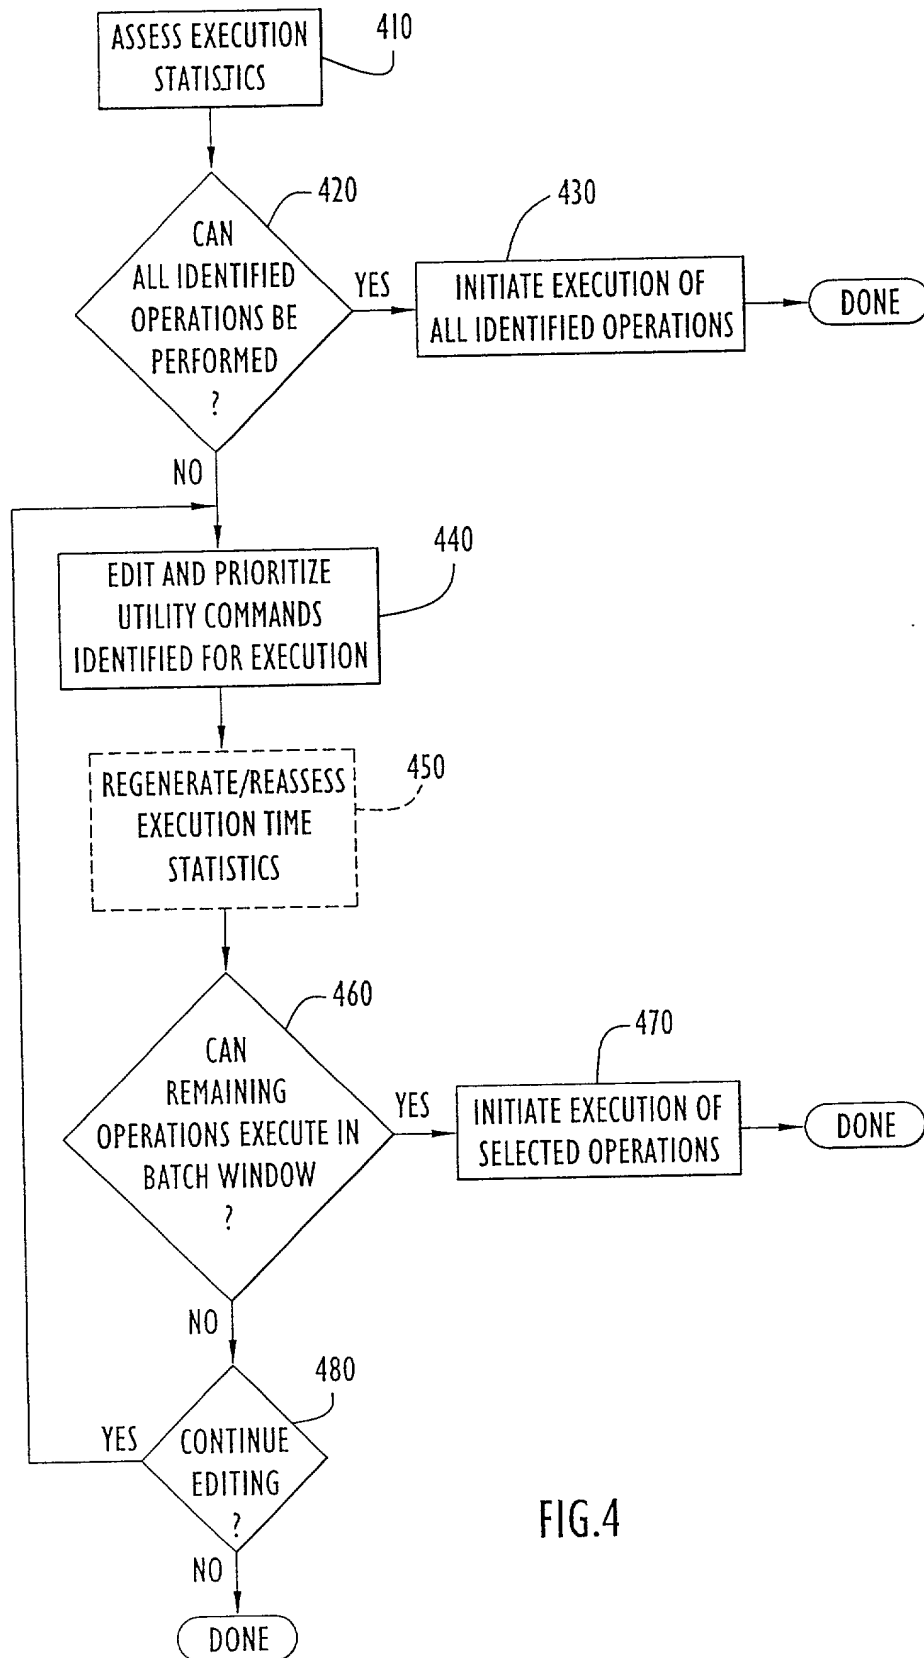 ASSESS EXECUTION
STATISTICS
410
420
CAN
ALL IDENTIFIED
OPERATIONS BE
PERFORMED
?
YES
430
INITIATE EXECUTION OF
ALL IDENTIFIED OPERATIONS
DONE
NO
440
EDIT AND PRIORITIZE
UTILITY COMMANDS
IDENTIFIED FOR EXECUTION
450
REGENERATE/REASSESS
EXECUTION TIME
STATISTICS
460
CAN
REMAINING
OPERATIONS EXECUTE IN
BATCH WINDOW
?
YES
470
INITIATE EXECUTION OF
SELECTED OPERATIONS
DONE
NO
480
YES
CONTINUE
EDITING
?
NO
DONE
FIG.4